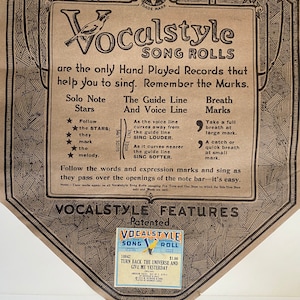 Vocalstyle
SONG ROLLS
are the only Hand Played Records that
help you to sing. Remember the Marks.
Solo Note
Stars
The Guide Line
And Voice Line
Breath
Marks
★ Follow
★ the STARS:
★ they
★ mark
★ the
★ melody
As the voice line
curves away from
the guide line
SING LOUDER.
As it curves nearer
the guide line
SING SOFTER.
, Take a full
breath at
large mark.
, A catch or
quick breath
at small
mark.
Follow the words and expression marks and sing as
they pass over the openings of the note bar—it's easy.
VOCALSTYLE FEATURES
Patented
VOCALSTYLE
SONG ROLL
TURN BACK THE UNIVERSE AND
GIVE ME YESTERDAY